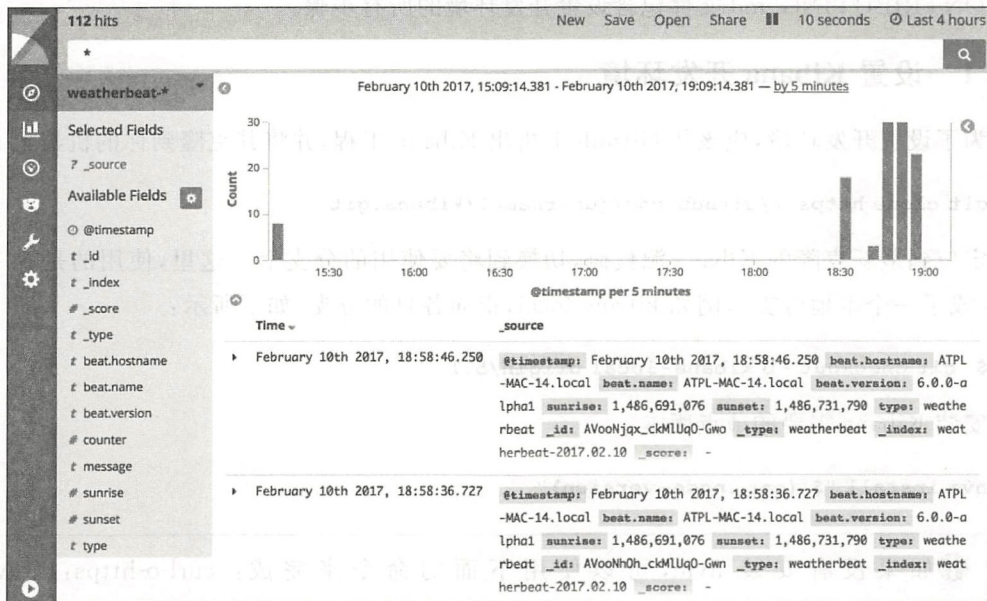 112 hits
New Save Open Share 10 seconds Last 4 hours
*
weatherbeat-*
February 10th 2017, 15:09:14.381 - February 10th 2017, 19:09:14.381 — by 5 minutes
Selected Fields
? _source
Available Fields
@timestamp
t _id
t _index
# _score
t _type
t beat.hostname
t beat.name
t beat.version
# counter
t message
# sunrise
# sunset
t type
Count
30
20
10
0
15:30 16:00 16:30 17:00 17:30 18:00 18:30 19:00
@timestamp per 5 minutes
Time _source
February 10th 2017, 18:58:46.250 @timestamp: February 10th 2017, 18:58:46.250 beat.hostname: ATPL
-MAC-14.local beat.name: ATPL-MAC-14.local beat.version: 6.0.0-a
lpha1 sunrise: 1,486,691,076 sunset: 1,486,731,790 type: weathe
rbeat _id: AVooNjqx_ckMlUqO-Gwo _type: weatherbeat _index: weat
herbeat-2017.02.10 _score: -
February 10th 2017, 18:58:36.727 @timestamp: February 10th 2017, 18:58:36.727 beat.hostname: ATPL
-MAC-14.local beat.name: ATPL-MAC-14.local beat.version: 6.0.0-a
lpha1 sunrise: 1,486,691,076 sunset: 1,486,731,790 type: weathe
rbeat _id: AVooNhOh_ckMlUqO-Gwn _type: weatherbeat _index: weat
herbeat-2017.02.10 _score: -